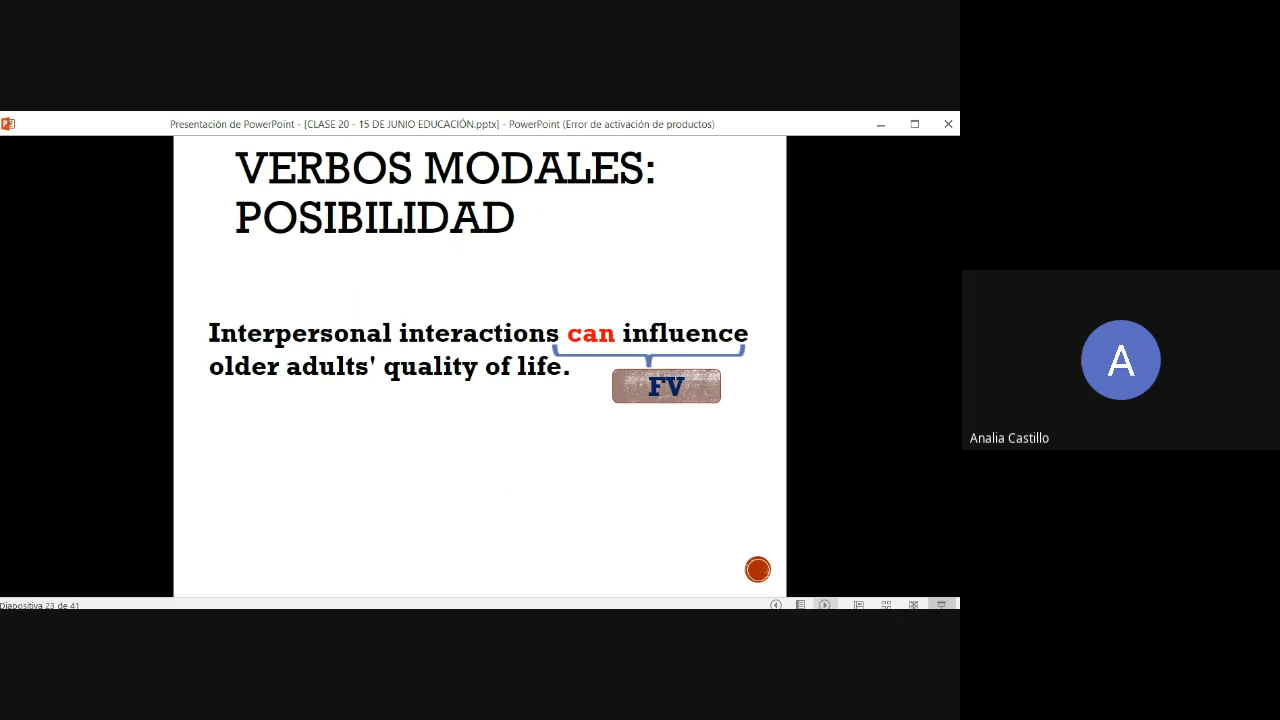 Presentación de PowerPoint - [CLASE 20 - 15 DE JUNIO EDUCACIÓN.pptx] - PowerPoint (Error de activación de productos)
VERBOS MODALES:
POSIBILIDAD
Interpersonal interactions can influence
older adults' quality of life.
FV
A
Analia Castillo
Diapositiva 23 de 41